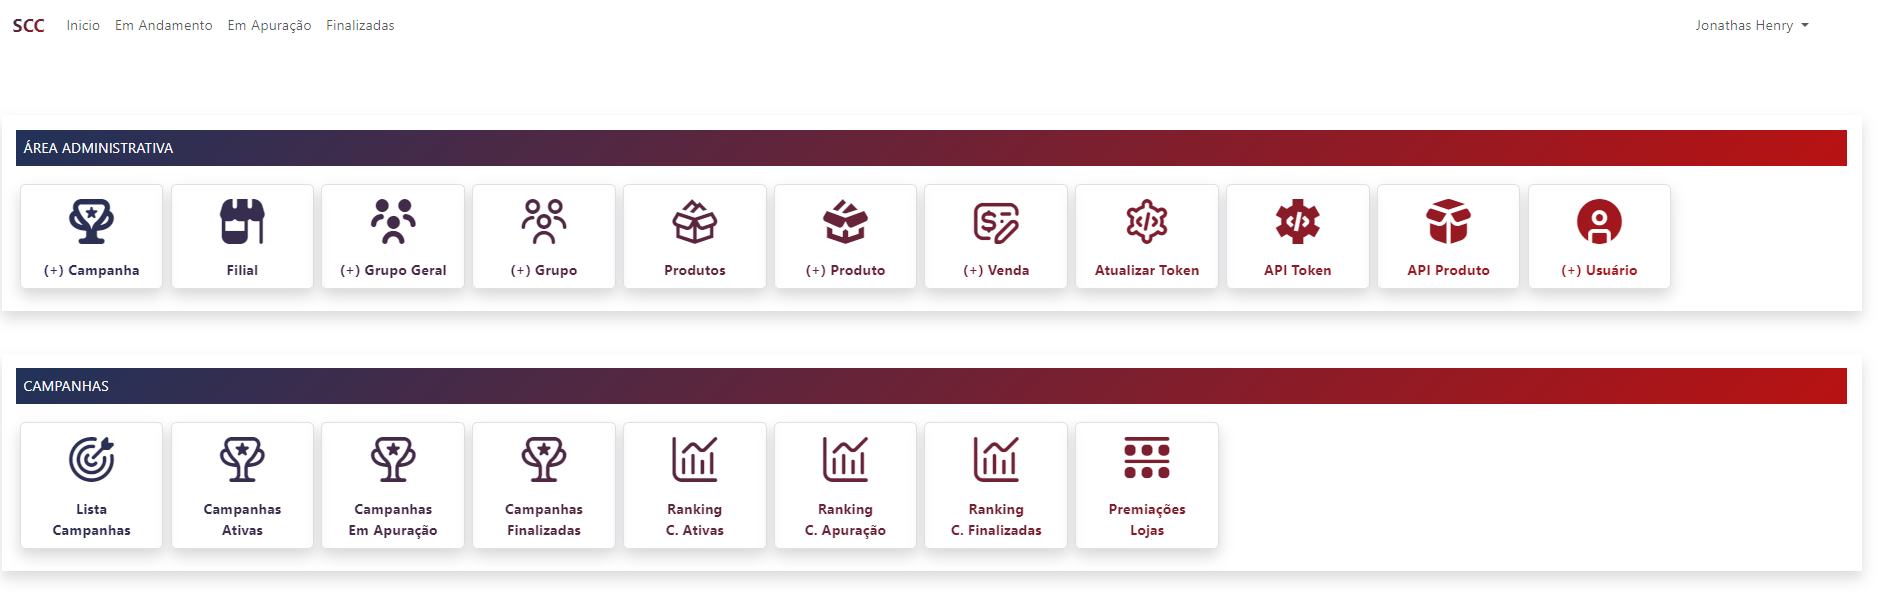 SCC Inicio Em Andamento Em Apuração Finalizadas Jonathas Henry
ÁREA ADMINISTRATIVA
(+) Campanha
Filial
(+) Grupo Geral
(+) Grupo
Produtos
(+) Produto
(+) Venda
Atualizar Token
API Token
API Produto
(+) Usuário
CAMPANHAS
Lista
Campanhas
Campanhas
Ativas
Campanhas
Em Apuração
Campanhas
Finalizadas
Ranking
C. Ativas
Ranking
C. Apuração
Ranking
C. Finalizadas
Premiações
Lojas